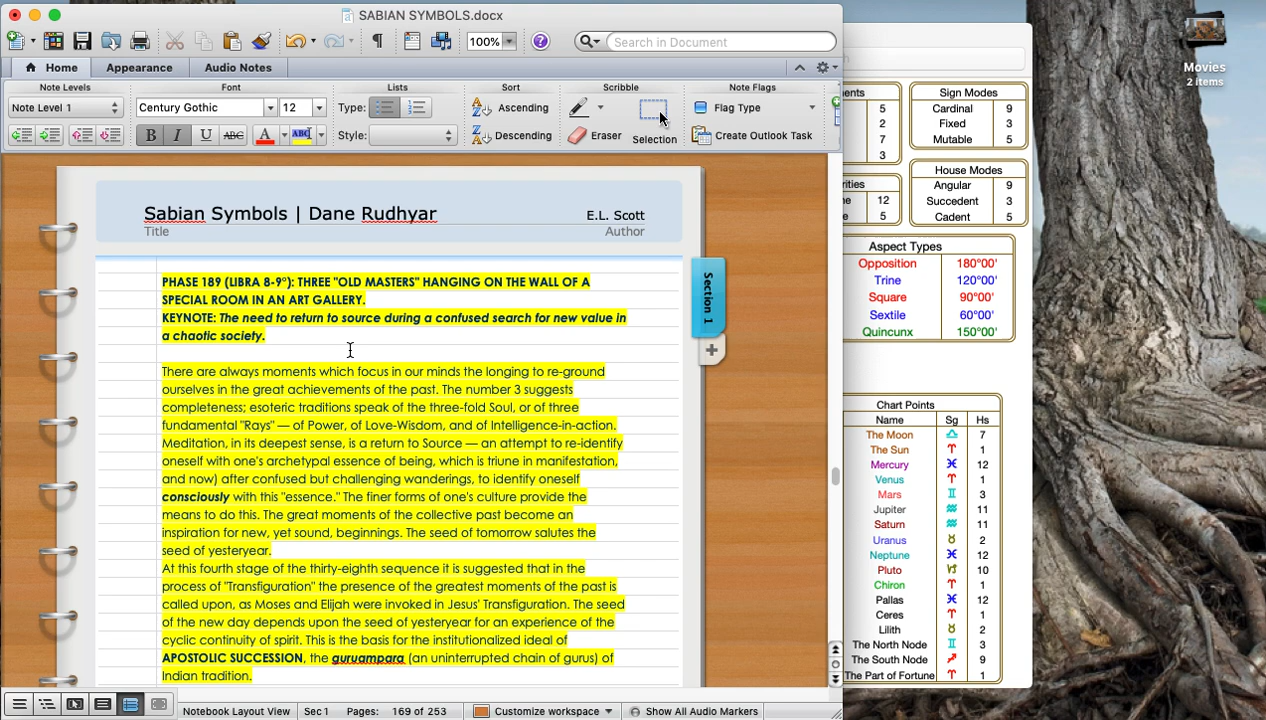 SABIAN SYMBOLS.docx
100%
Search in Document
Home
Appearance
Audio Notes
Note Levels
Font
Lists
Sort
Scribble
Note Flags
Note Level 1
Century Gothic
12
Type:
Ascending
Flag Type
B I U ABC A ABC
Style:
Descending
Eraser
Selection
Create Outlook Task
Sabian Symbols | Dane Rudhyar
E.L. Scott
Title
Author
PHASE 189 (LIBRA 8-9°): THREE "OLD MASTERS" HANGING ON THE WALL OF A
SPECIAL ROOM IN AN ART GALLERY.
KEYNOTE: The need to return to source during a confused search for new value in
a chaotic society.
There are always moments which focus in our minds the longing to re-ground
ourselves in the great achievements of the past. The number 3 suggests
completeness; esoteric traditions speak of the three-fold Soul, or of three
fundamental "Rays" — of Power, of Love-Wisdom, and of Intelligence-in-action.
Meditation, in its deepest sense, is a return to Source — an attempt to re-identify
oneself with one's archetypal essence of being, which is triune in manifestation,
and now) after confused but challenging wanderings, to identify oneself
consciously with this "essence." The finer forms of one's culture provide the
means to do this. The great moments of the collective past become an
inspiration for new, yet sound, beginnings. The seed of tomorrow salutes the
seed of yesteryear.
At this fourth stage of the thirty-eighth sequence it is suggested that in the
process of "Transfiguration" the presence of the greatest moments of the past is
called upon, as Moses and Elijah were invoked in Jesus' Transfiguration. The seed
of the new day depends upon the seed of yesteryear for an experience of the
cyclic continuity of spirit. This is the basis for the institutionalized ideal of
APOSTOLIC SUCCESSION, the guruampara (an uninterrupted chain of gurus) of
Indian tradition.
Section 1
Notebook Layout View
Sec 1
Pages:
169 of 253
Customize workspace
Show All Audio Markers
5
2
7
3
Sign Modes
Cardinal 9
Fixed 3
Mutable 5
12
5
House Modes
Angular 9
Succedent 3
Cadent 5
Aspect Types
Opposition 180°00'
Trine 120°00'
Square 90°00'
Sextile 60°00'
Quincunx 150°00'
Chart Points
Name Sg Hs
The Moon ♎ 7
The Sun ♈ 1
Mercury ♓ 12
Venus ♈ 1
Mars ♊ 3
Jupiter ♒ 11
Saturn ♒ 11
Uranus ♉ 2
Neptune ♓ 12
Pluto ♑ 10
Chiron ♈ 1
Pallas ♓ 12
Ceres ♈ 1
Lilith ♉ 2
The North Node ♊ 3
The South Node ♐ 9
The Part of Fortune ♈ 1
Movies
2 items